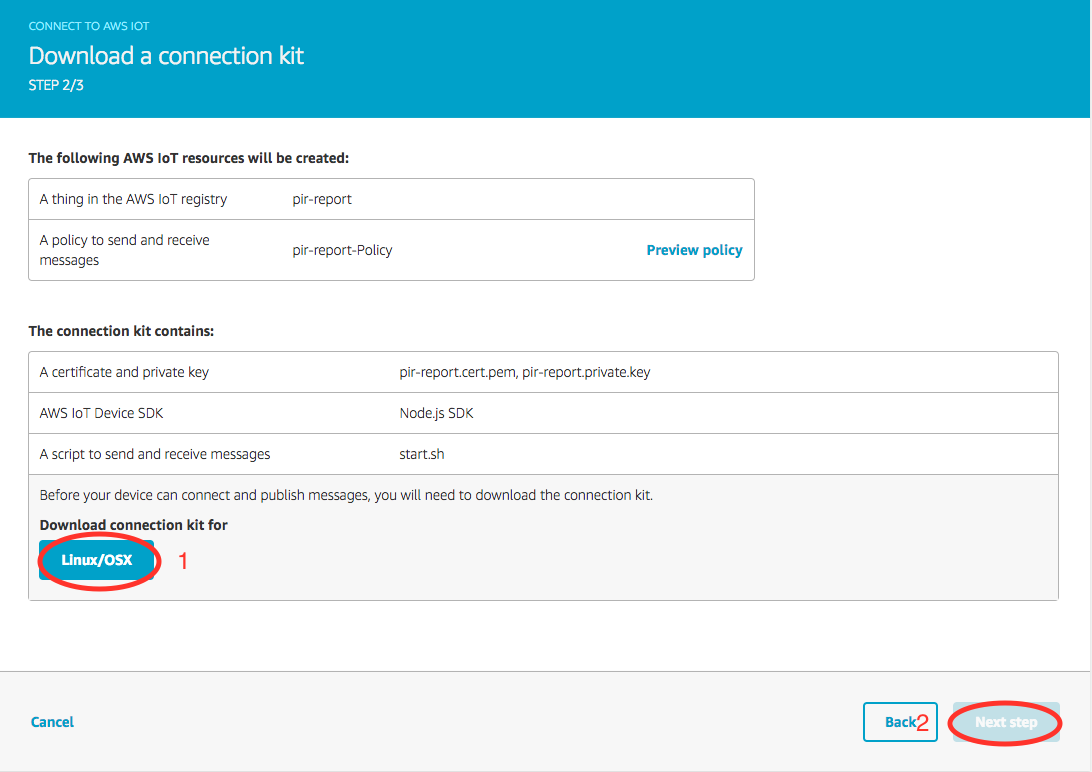 CONNECT TO AWS IOT
Download a connection kit
STEP 2/3
The following AWS IoT resources will be created:
A thing in the AWS IoT registry pir-report
A policy to send and receive
messages
pir-report-Policy Preview policy
The connection kit contains:
A certificate and private key pir-report.cert.pem, pir-report.private.key
AWS IoT Device SDK Node.js SDK
A script to send and receive messages start.sh
Before your device can connect and publish messages, you will need to download the connection kit.
Download connection kit for
Linux/OSX 1
Cancel Back 2 Next step